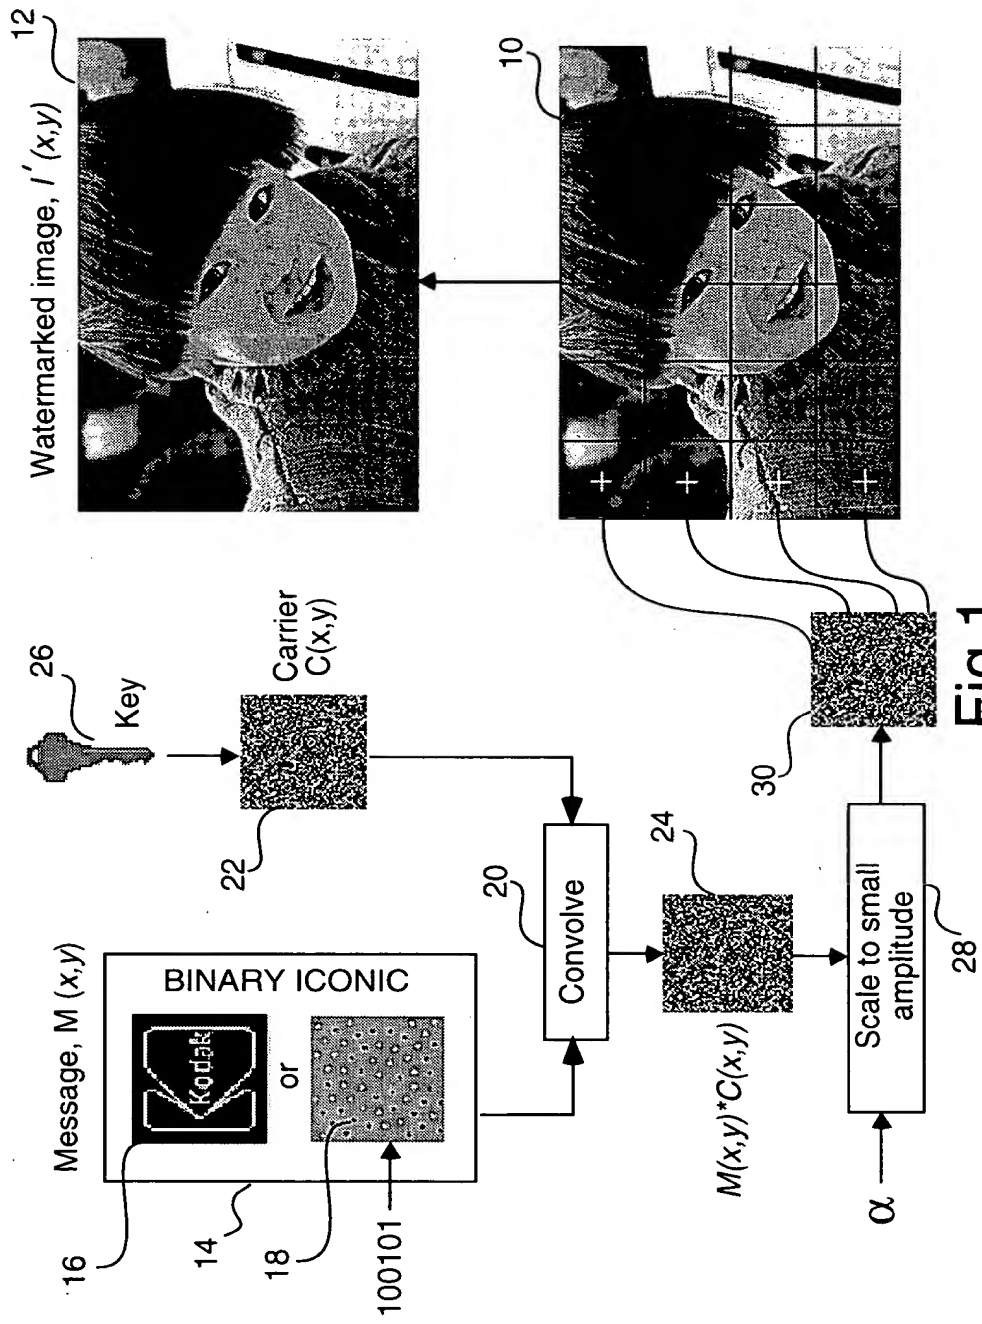 Message, M (x,y)
16
BINARY ICONIC
Kodak
or
14
18
100101
26
Key
22
Carrier
C(x,y)
20
Convolve
24
M(x,y)*C(x,y)
α
Scale to small
amplitude
28
30
Watermarked image, I′(x,y)
12
10
Fig 1